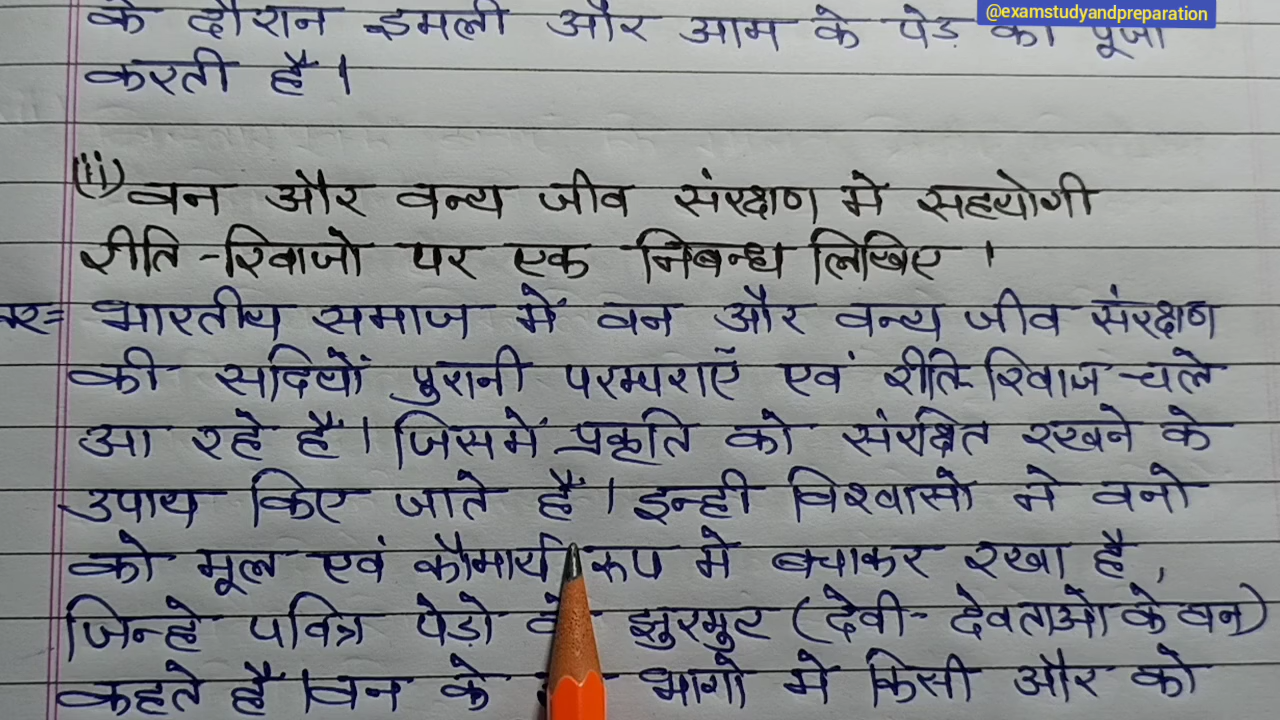 @examstudyandpreparation
के दौरान इमली और आम के पेड़ की पूजा
करती है।
(ii) वन और वन्य जीव संरक्षण मे सहयोगी
रीति-रिवाजो पर एक निबन्ध लिखिए।
भारतीय समाज में वन और वन्य जीव संरक्षण
की सदियों पुरानी परम्पराएँ एवं रीति-रिवाज चले
आ रहे हैं। जिसमें प्रकृति को संरक्षित रखने के
उपाय किए जाते हैं। इन्ही विश्वासो ने वनो
को मूल एवं कौमार्य रूप मे बचाकर रखा है,
जिन्हे पवित्र पेड़ो के झुरमुट (देवी-देवताओ के वन)
कहते हैं। वन के भागो मे किसी और को